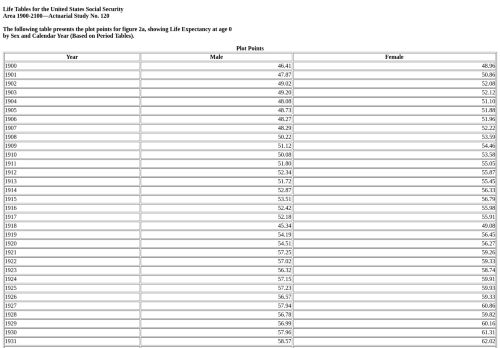 Life Tables for the United States Social Security
Area 1900-2100—Actuarial Study No. 120
The following table presents the plot points for figure 2a, showing Life Expectancy at age 0
by Sex and Calendar Year (Based on Period Tables).
Plot Points
Year Male Female
1900 46.41 48.96
1901 47.87 50.86
1902 49.02 52.08
1903 49.20 52.12
1904 48.08 51.10
1905 48.73 51.88
1906 48.27 51.96
1907 48.29 52.22
1908 50.22 53.59
1909 51.12 54.46
1910 50.08 53.58
1911 51.80 55.05
1912 52.34 55.87
1913 51.72 55.45
1914 52.87 56.33
1915 53.51 56.79
1916 52.42 55.98
1917 52.18 55.91
1918 45.34 49.08
1919 54.19 56.45
1920 54.51 56.27
1921 57.25 59.26
1922 57.09 59.33
1923 56.32 58.74
1924 57.15 59.91
1925 57.23 59.93
1926 56.57 59.33
1927 57.94 60.86
1928 56.78 59.82
1929 56.99 60.16
1930 57.96 61.31
1931 58.57 62.02